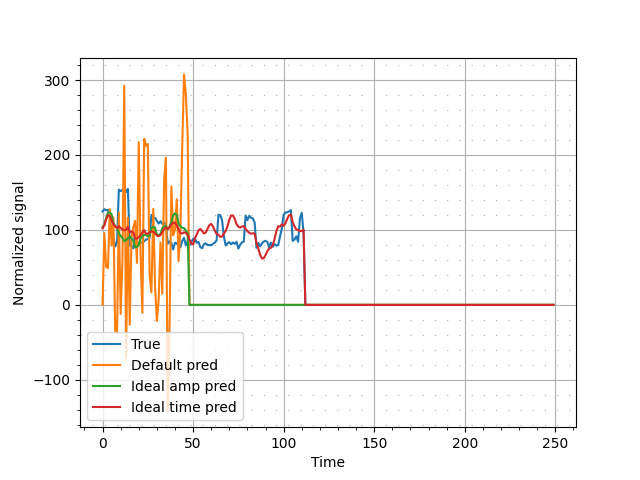 300
200
100
0
−100
Normalized signal
True
Default pred
Ideal amp pred
Ideal time pred
0 50 100 150 200 250
Time